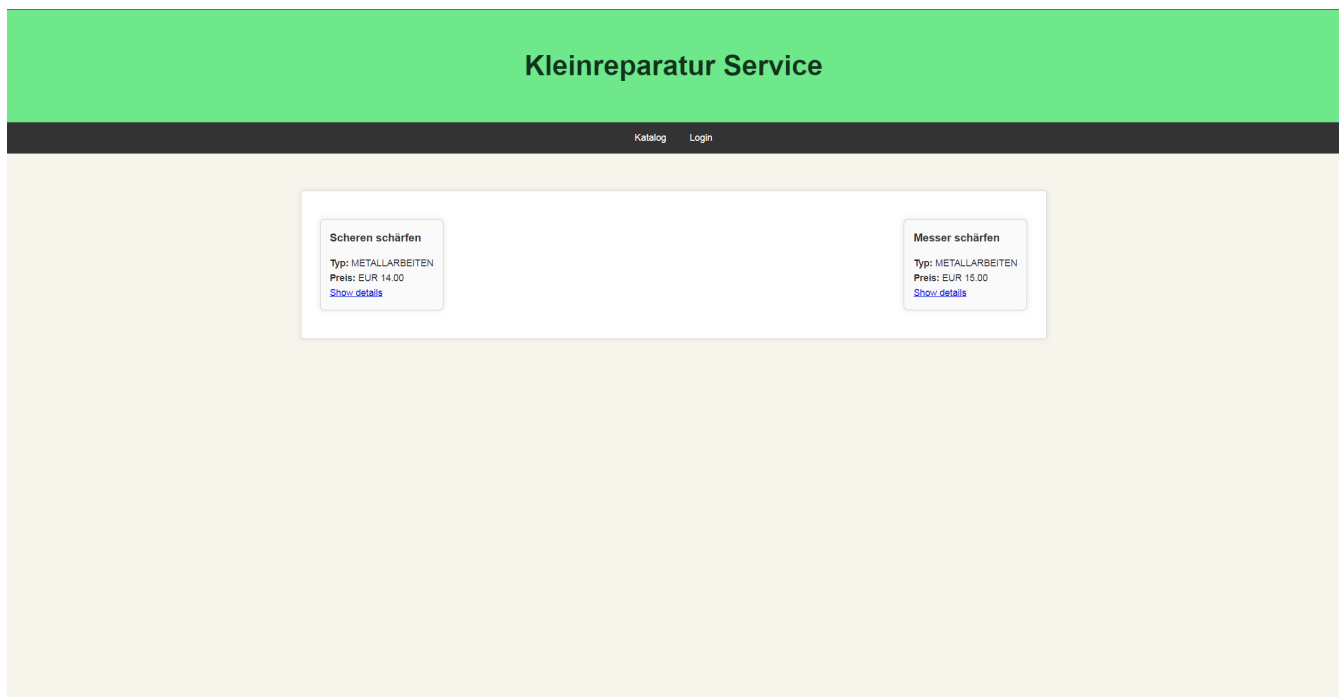 Kleinreparatur Service
Katalog Login
Scheren schärfen
Typ: METALLARBEITEN
Preis: EUR 14.00
Show details
Messer schärfen
Typ: METALLARBEITEN
Preis: EUR 15.00
Show details